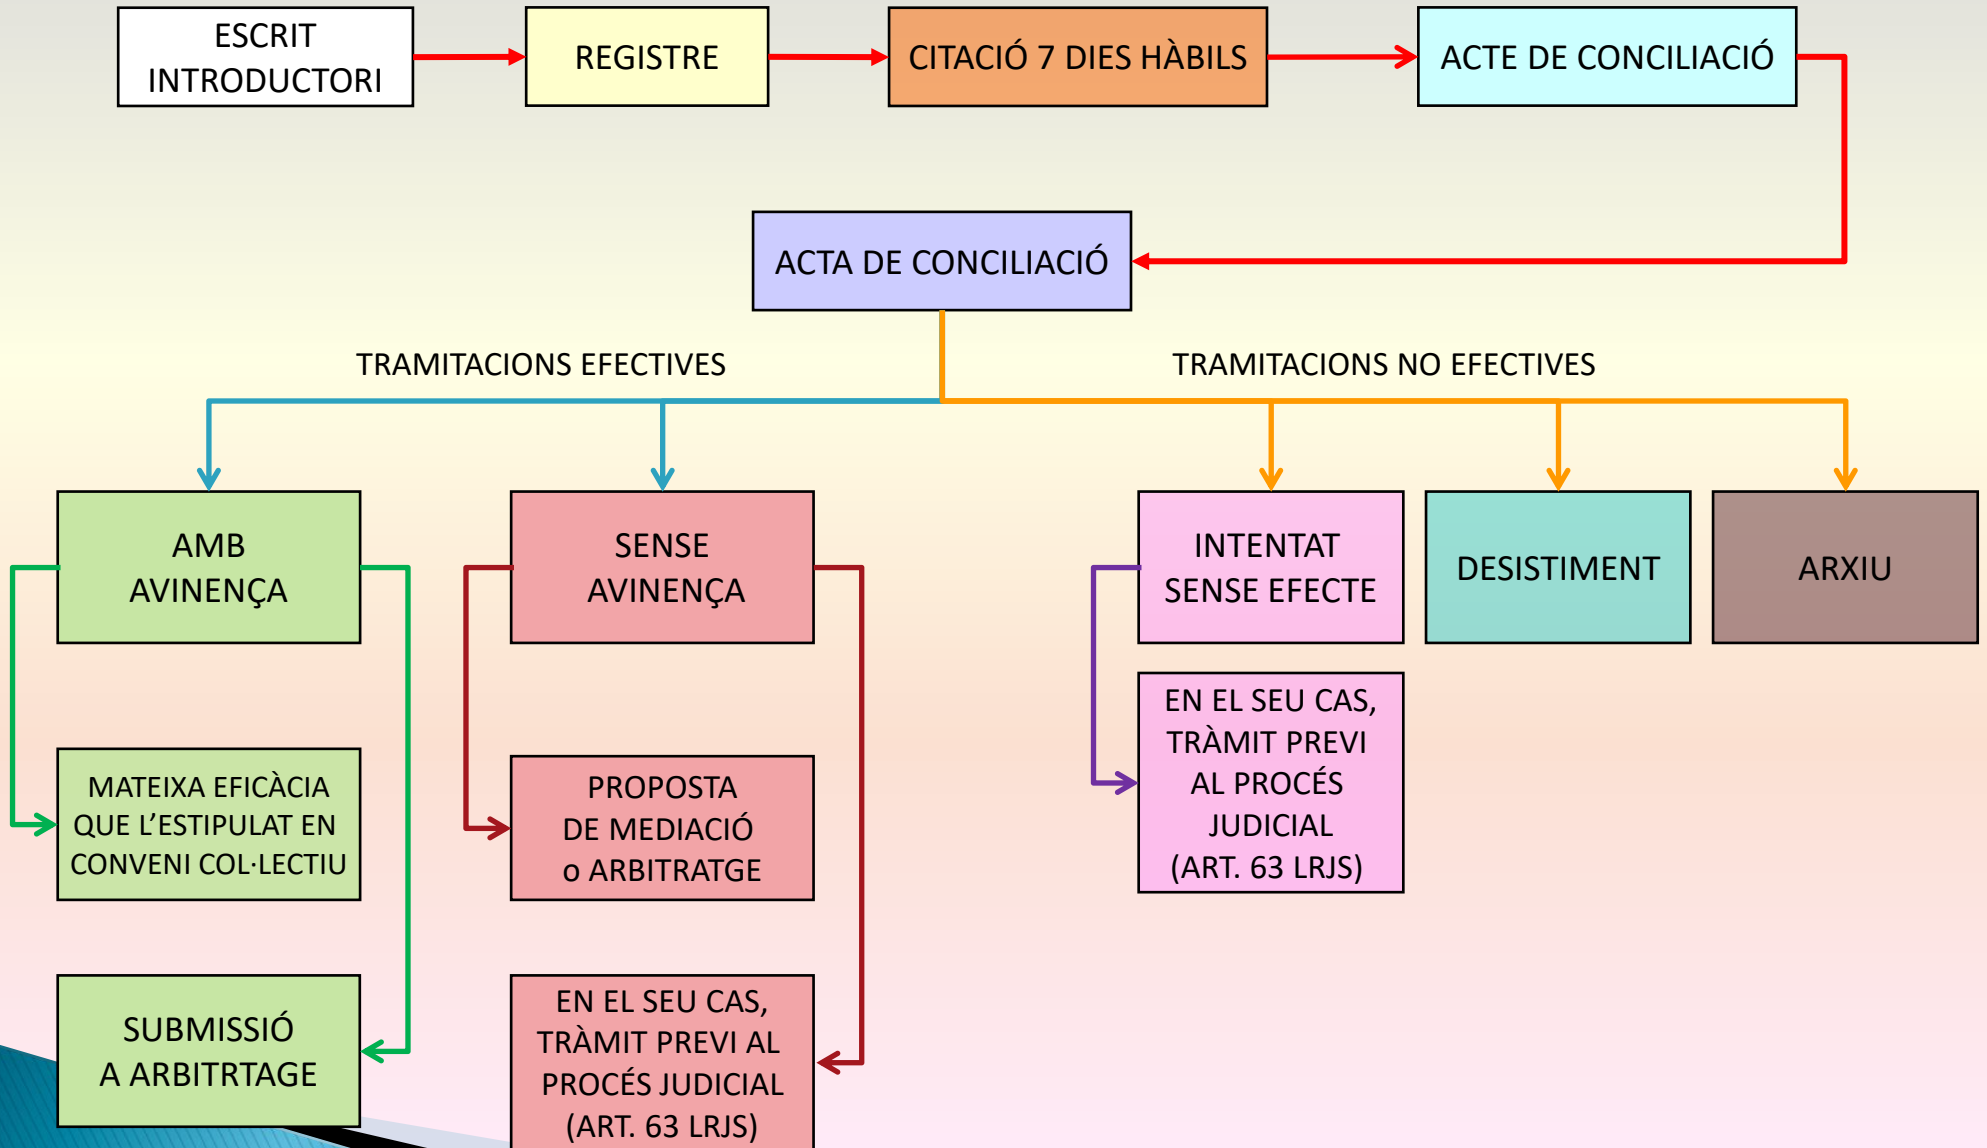 ESCRIT
INTRODUCTORI
REGISTRE
CITACIÓ 7 DIES HÀBILS
ACTE DE CONCILIACIÓ
ACTA DE CONCILIACIÓ
TRAMITACIONS EFECTIVES
TRAMITACIONS NO EFECTIVES
AMB
AVINENÇA
SENSE
AVINENÇA
INTENTAT
SENSE EFECTE
DESISTIMENT
ARXIU
MATEIXA EFICÀCIA
QUE L’ESTIPULAT EN
CONVENI COL·LECTIU
PROPOSTA
DE MEDIACIÓ
o ARBITRATGE
EN EL SEU CAS,
TRÀMIT PREVI
AL PROCÉS
JUDICIAL
(ART. 63 LRJS)
SUBMISSIÓ
A ARBITRTAGE
EN EL SEU CAS,
TRÀMIT PREVI AL
PROCÉS JUDICIAL
(ART. 63 LRJS)